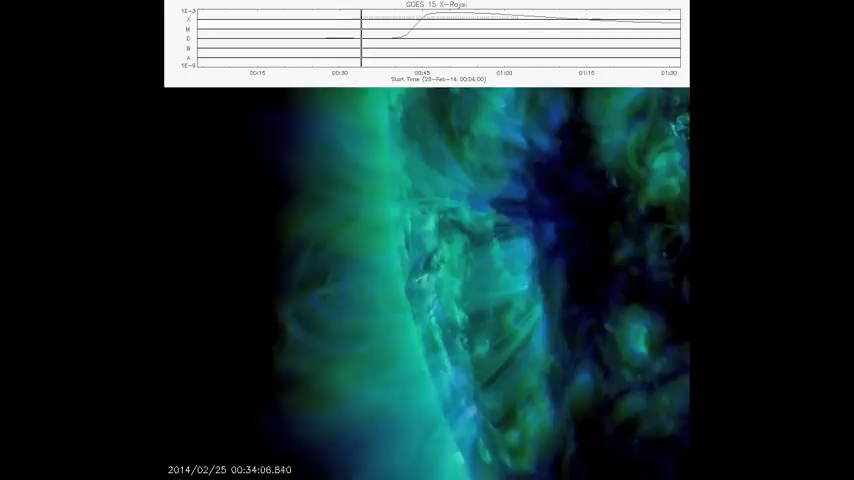 GOES 15 X-Rays:
1E-3
X
M
D
B
A
1E-9
00:15 00:30 00:45 01:00 01:15 01:30
Start Time (25-Feb-14 00:04:00)
2014/02/25 00:34:06.840